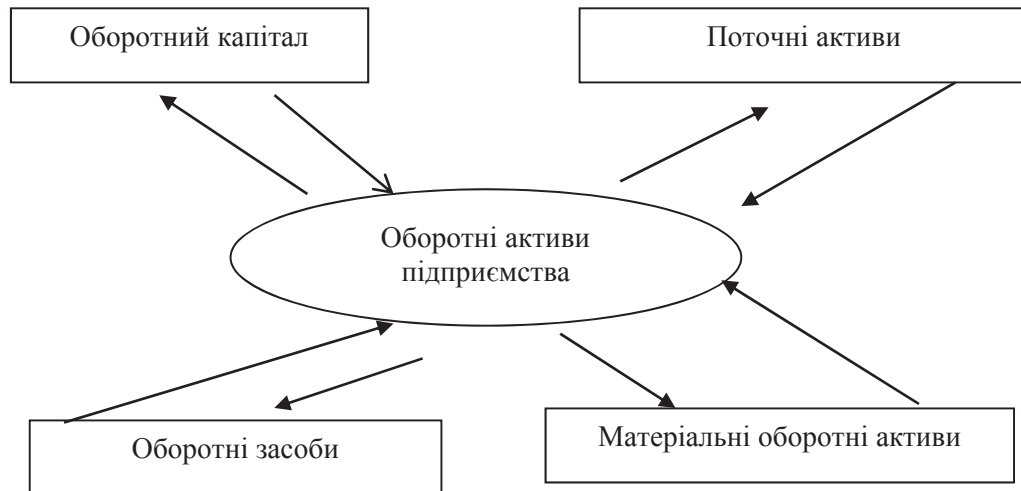 Оборотний капітал
Поточні активи
Оборотні активи
підприємства
Оборотні засоби
Матеріальні оборотні активи